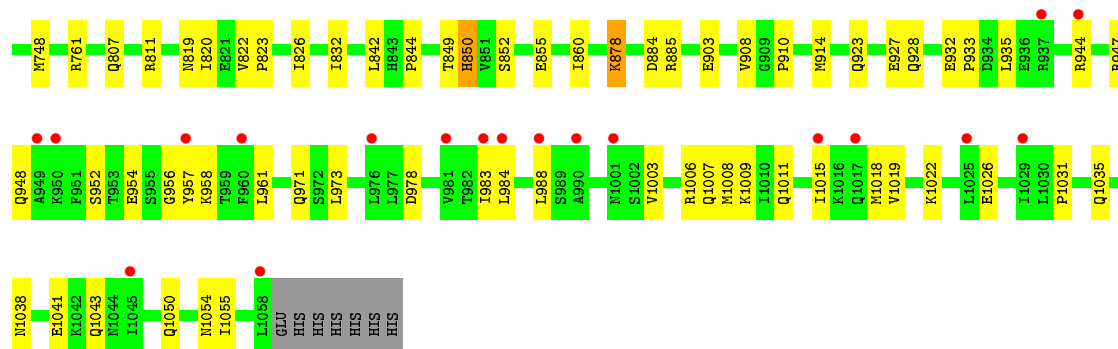 M748 R761 Q807 R811 N819 I820 E821 V822 P823 I826 I832 L842 H843 P844 T849 H850 V851 S852 E855 I860 K878 D884 R885 E903 V908 G909 P910 M914 Q923 E927 Q928 E932 P933 D934 L935 E936 R937 R944 R947
Q948 A949 K950 F951 S952 T953 E954 S955 G956 Y957 K958 T959 F960 L961 Q971 S972 L973 L976 L977 D978 V981 T982 I983 L984 L988 S989 A990 N1001 S1002 V1003 R1006 Q1007 M1008 K1009 I1010 Q1011 I1015 K1016 Q1017 M1018 V1019 K1022 L1025 E1026 I1029 L1030 P1031 Q1035
N1038 E1041 K1042 Q1043 N1044 I1045 Q1050 N1054 I1055 L1058 GLU HIS HIS HIS HIS HIS HIS